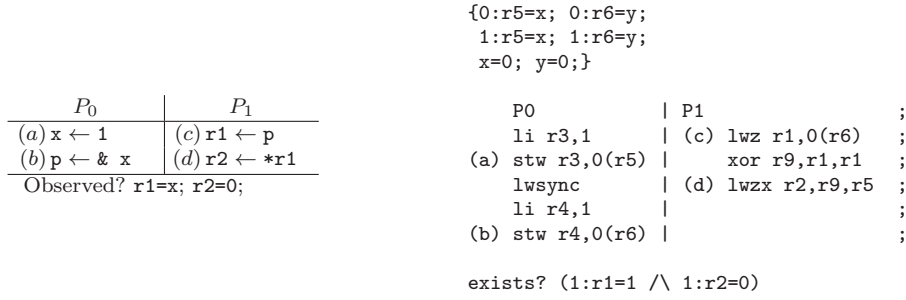 P0 P1
(a) x ← 1 (c) r1 ← p
(b) p ← & x (d) r2 ← *r1
Observed? r1=x; r2=0;
{0:r5=x; 0:r6=y;
1:r5=x; 1:r6=y;
x=0; y=0;}
P0 | P1 ;
li r3,1 | (c) lwz r1,0(r6) ;
(a) stw r3,0(r5) | xor r9,r1,r1 ;
lwsync | (d) lwzx r2,r9,r5 ;
li r4,1 | ;
(b) stw r4,0(r6) | ;
exists? (1:r1=1 /\ 1:r2=0)